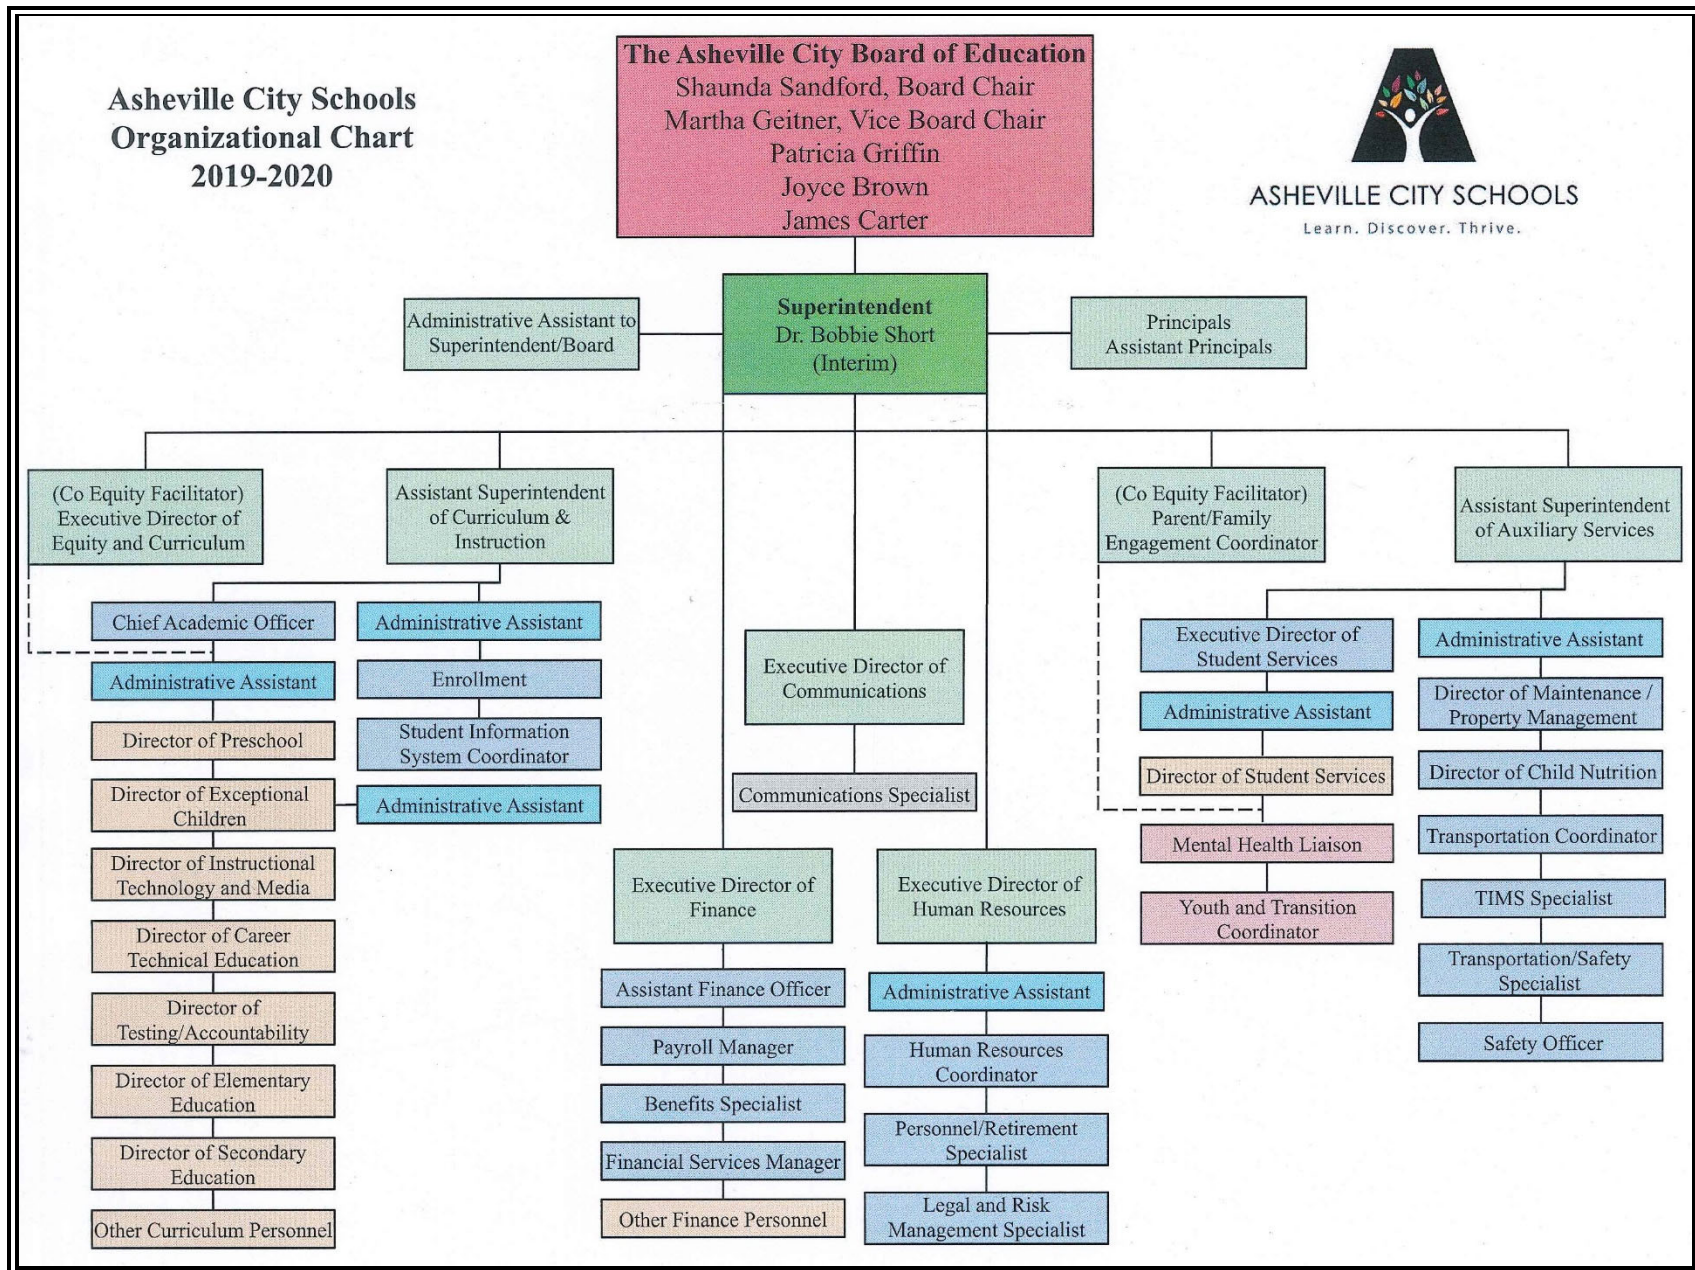 Asheville City Schools
Organizational Chart
2019-2020
The Asheville City Board of Education
Shaunda Sandford, Board Chair
Martha Geitner, Vice Board Chair
Patricia Griffin
Joyce Brown
James Carter
ASHEVILLE CITY SCHOOLS
Learn. Discover. Thrive.
Administrative Assistant to
Superintendent/Board
Superintendent
Dr. Bobbie Short
(Interim)
Principals
Assistant Principals
(Co Equity Facilitator)
Executive Director of
Equity and Curriculum
Assistant Superintendent
of Curriculum &
Instruction
Chief Academic Officer
Administrative Assistant
Director of Preschool
Director of Exceptional
Children
Director of Instructional
Technology and Media
Director of Career
Technical Education
Director of
Testing/Accountability
Director of Elementary
Education
Director of Secondary
Education
Other Curriculum Personnel
Administrative Assistant
Enrollment
Student Information
System Coordinator
Administrative Assistant
Executive Director of
Communications
Communications Specialist
Executive Director of
Finance
Assistant Finance Officer
Payroll Manager
Benefits Specialist
Financial Services Manager
Other Finance Personnel
Executive Director of
Human Resources
Administrative Assistant
Human Resources
Coordinator
Personnel/Retirement
Specialist
Legal and Risk
Management Specialist
(Co Equity Facilitator)
Parent/Family
Engagement Coordinator
Assistant Superintendent
of Auxiliary Services
Executive Director of
Student Services
Administrative Assistant
Director of Student Services
Mental Health Liaison
Youth and Transition
Coordinator
Administrative Assistant
Director of Maintenance /
Property Management
Director of Child Nutrition
Transportation Coordinator
TIMS Specialist
Transportation/Safety
Specialist
Safety Officer